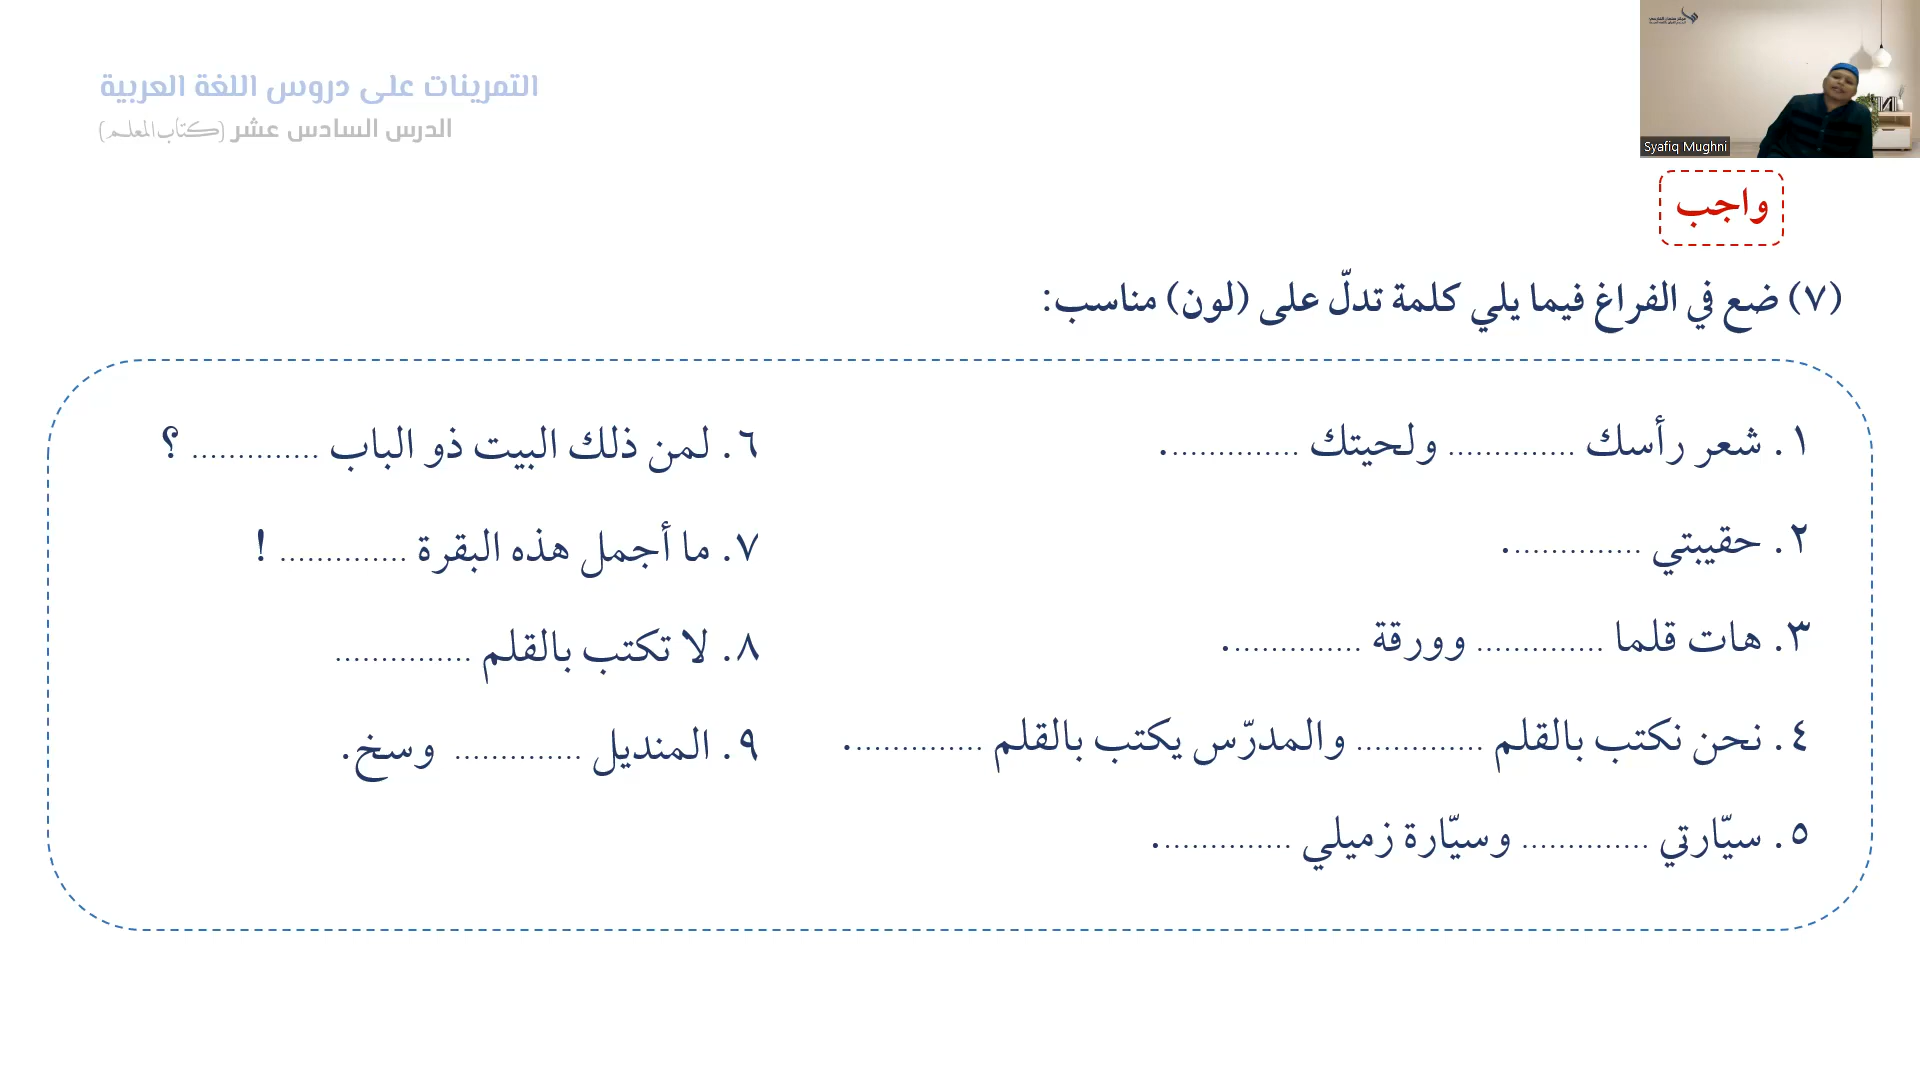 التمرينات على دروس اللغة العربية
الدرس السادس عشر (كتاب المعلم)
Syafiq Mughni
واجب
(٧) ضع في الفراغ فيما يلي كلمة تدلّ على (لون) مناسب:
١. شعر رأسك .............. ولحيتك ...............
٢. حقيبتي ...............
٣. هات قلما .............. وورقة ...............
٤. نحن نكتب بالقلم .............. والمدرّس يكتب بالقلم ...............
٥. سيّارتي .............. وسيّارة زميلي ...............
٦. لمن ذلك البيت ذو الباب .............. ؟
٧. ما أجمل هذه البقرة .............. !
٨. لا تكتب بالقلم ...............
٩. المنديل .............. وسخ.